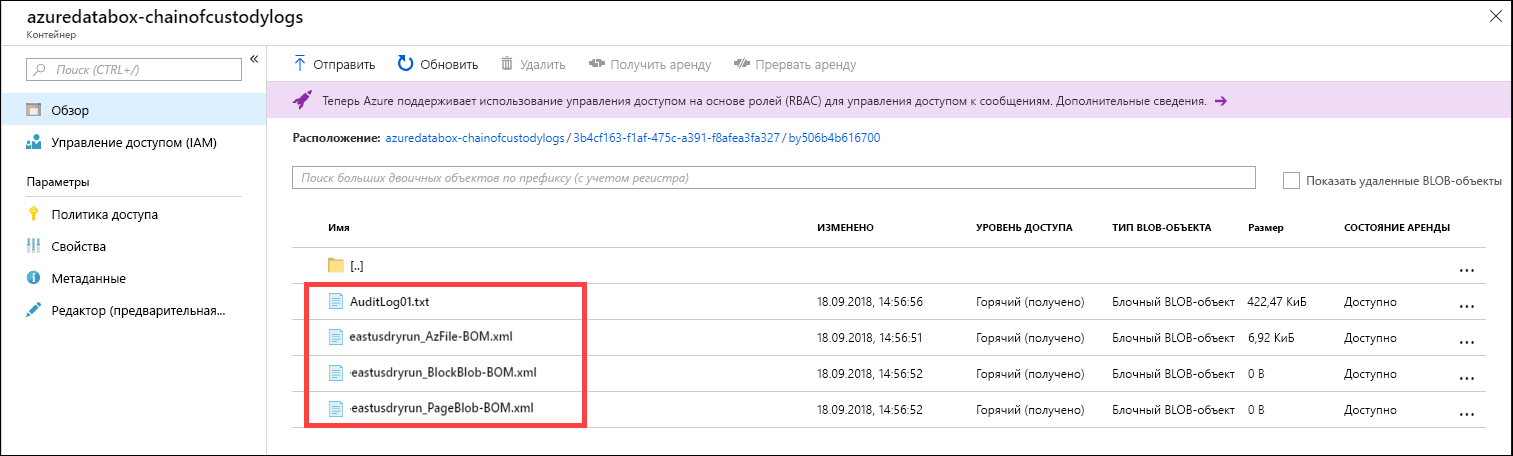 azuredatabox-chainofcustodylogs
Контейнер
Поиск (CTRL+/)
Обзор
Управление доступом (IAM)
Параметры
Политика доступа
Свойства
Метаданные
Редактор (предварительная...
Отправить Обновить Удалить Получить аренду Прервать аренду
Теперь Azure поддерживает использование управления доступом на основе ролей (RBAC) для управления доступом к сообщениям. Дополнительные сведения.
Расположение: azuredatabox-chainofcustodylogs / 3b4cf163-f1af-475c-a391-f8afea3fa327 / by506b4b616700
Поиск больших двоичных объектов по префиксу (с учетом регистра)
Показать удаленные BLOB-объекты
Имя ИЗМЕНЕНО УРОВЕНЬ ДОСТУПА ТИП BLOB-ОБЪЕКТА Размер СОСТОЯНИЕ АРЕНДЫ
[..] ...
AuditLog01.txt 18.09.2018, 14:56:56 Горячий (получено) Блочный BLOB-объект 422,47 КиБ Доступно ...
eastusdryrun_AzFile-BOM.xml 18.09.2018, 14:56:51 Горячий (получено) Блочный BLOB-объект 6,92 КиБ Доступно ...
eastusdryrun_BlockBlob-BOM.xml 18.09.2018, 14:56:52 Горячий (получено) Блочный BLOB-объект 0 В Доступно ...
eastusdryrun_PageBlob-BOM.xml 18.09.2018, 14:56:52 Горячий (получено) Блочный BLOB-объект 0 В Доступно ...